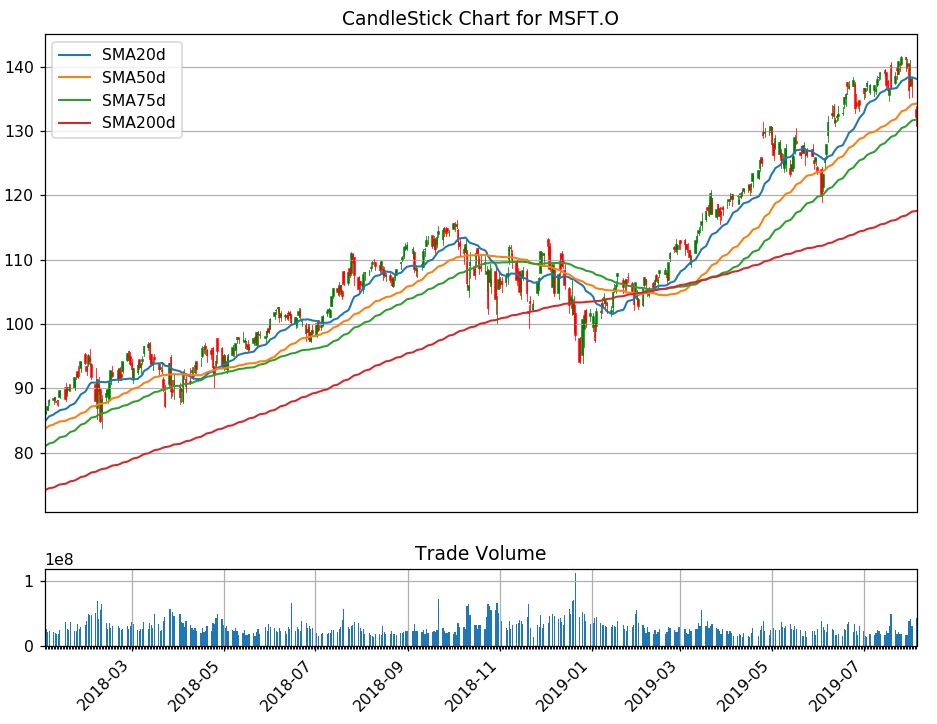 CandleStick Chart for MSFT.O
SMA20d
SMA50d
SMA75d
SMA200d
140
130
120
110
100
90
80
Trade Volume
1e8
1
0
2018-03
2018-05
2018-07
2018-09
2018-11
2019-01
2019-03
2019-05
2019-07